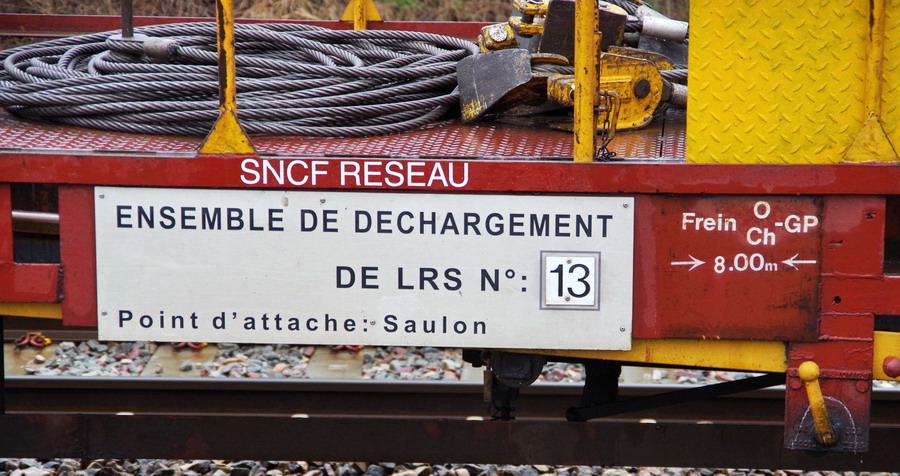 SNCF RESEAU
ENSEMBLE DE DECHARGEMENT
DE LRS N°: 13
Point d'attache: Saulon
Frein O-GP
Ch
8.00m